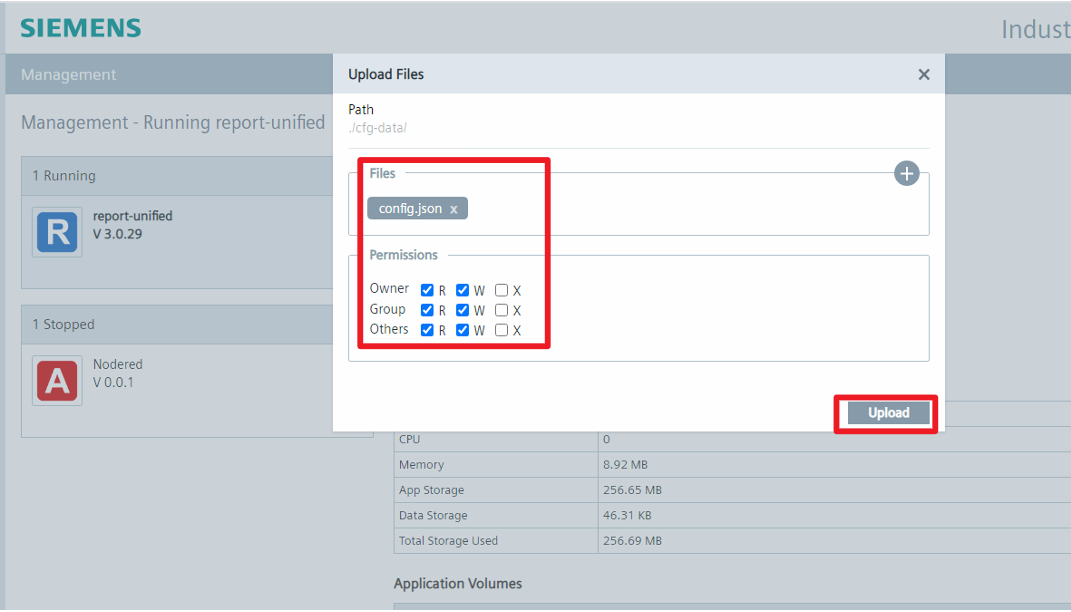 SIEMENS
Indust
Management
Management - Running report-unified
1 Running
R
report-unified
V 3.0.29
1 Stopped
A
Nodered
V 0.0.1
Upload Files
Path
./cfg-data/
Files
config.json x
Permissions
Owner R W X
Group R W X
Others R W X
Upload
CPU 0
Memory 8.92 MB
App Storage 256.65 MB
Data Storage 46.31 KB
Total Storage Used 256.69 MB
Application Volumes